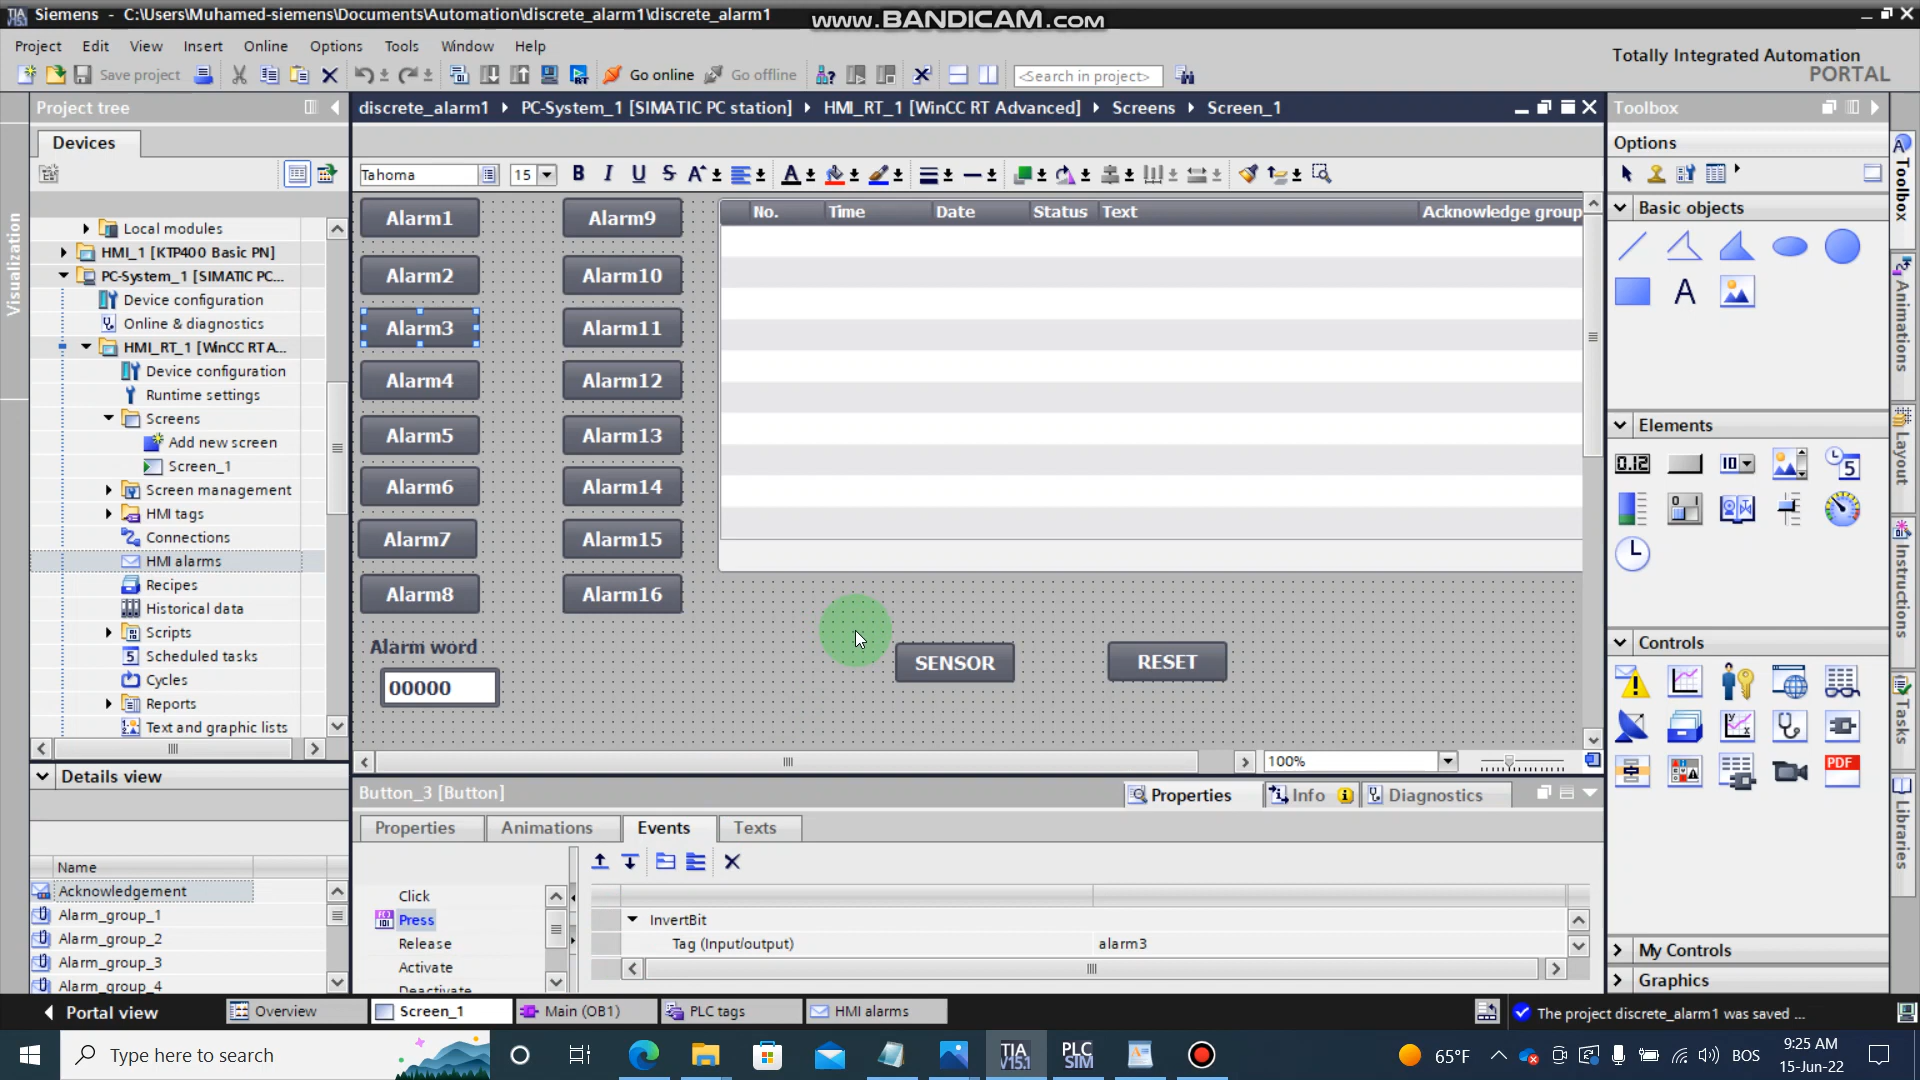 Siemens - C:\Users\Muhamed-siemens\Documents\Automation\discrete_alarm1\discrete_alarm1
www.BANDICAM.com
Project Edit View Insert Online Options Tools Window Help
Totally Integrated Automation
PORTAL
Save project
Go online
Go offline
<Search in project>
Project tree
discrete_alarm1 PC-System_1 [SIMATIC PC station] HMI_RT_1 [WinCC RT Advanced] Screens Screen_1
Toolbox
Devices
Options
Tahoma
15
B I U S A
Visualization
Local modules
HMI_1 [KTP400 Basic PN]
PC-System_1 [SIMATIC PC...
Device configuration
Online & diagnostics
HMI_RT_1 [WinCC RT A...
Device configuration
Runtime settings
Screens
Add new screen
Screen_1
Screen management
HMI tags
Connections
HMI alarms
Recipes
Historical data
Scripts
Scheduled tasks
Cycles
Reports
Text and graphic lists
Alarm1
Alarm2
Alarm3
Alarm4
Alarm5
Alarm6
Alarm7
Alarm8
Alarm9
Alarm10
Alarm11
Alarm12
Alarm13
Alarm14
Alarm15
Alarm16
Alarm word
00000
No. Time Date Status Text Acknowledge group
SENSOR
RESET
100%
Basic objects
Elements
Controls
PDF
My Controls
Graphics
Toolbox
Animations
Layout
Instructions
Tasks
Libraries
Details view
Name
Acknowledgement
Alarm_group_1
Alarm_group_2
Alarm_group_3
Alarm_group_4
Button_3 [Button]
Properties Info Diagnostics
Properties Animations Events Texts
Click
Press
Release
Activate
Deactivate
InvertBit
Tag (Input/output) alarm3
Portal view
Overview
Screen_1
Main (OB1)
PLC tags
HMI alarms
The project discrete_alarm1 was saved ...
Type here to search
TIA V15.1
PLC SIM
65°F
BOS
9:25 AM
15-Jun-22